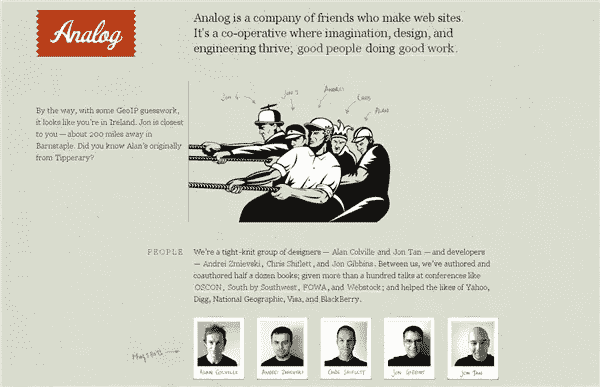 Analog
Analog is a company of friends who make web sites.
It's a co-operative where imagination, design, and
engineering thrive; good people doing good work.
By the way, with some GeoIP guesswork,
it looks like you're in Ireland. Jon is closest
to you — about 200 miles away in
Barnstaple. Did you know Alan's originally
from Tipperary?
ANDREI
CHRIS
ALAN
PEOPLE
We're a tight-knit group of designers — Alan Colville and Jon Tan — and developers
— Andrei Zmievski, Chris Shiflett, and Jon Gibbins. Between us, we've authored and
coauthored half a dozen books; given more than a hundred talks at conferences like
OSCON, South by Southwest, FOWA, and Webstock; and helped the likes of Yahoo,
Digg, National Geographic, Visa, and BlackBerry.
ALAN COLVILLE
ANDREI ZMIEVSKI
CHRIS SHIFLETT
JON GIBBINS
JON TAN